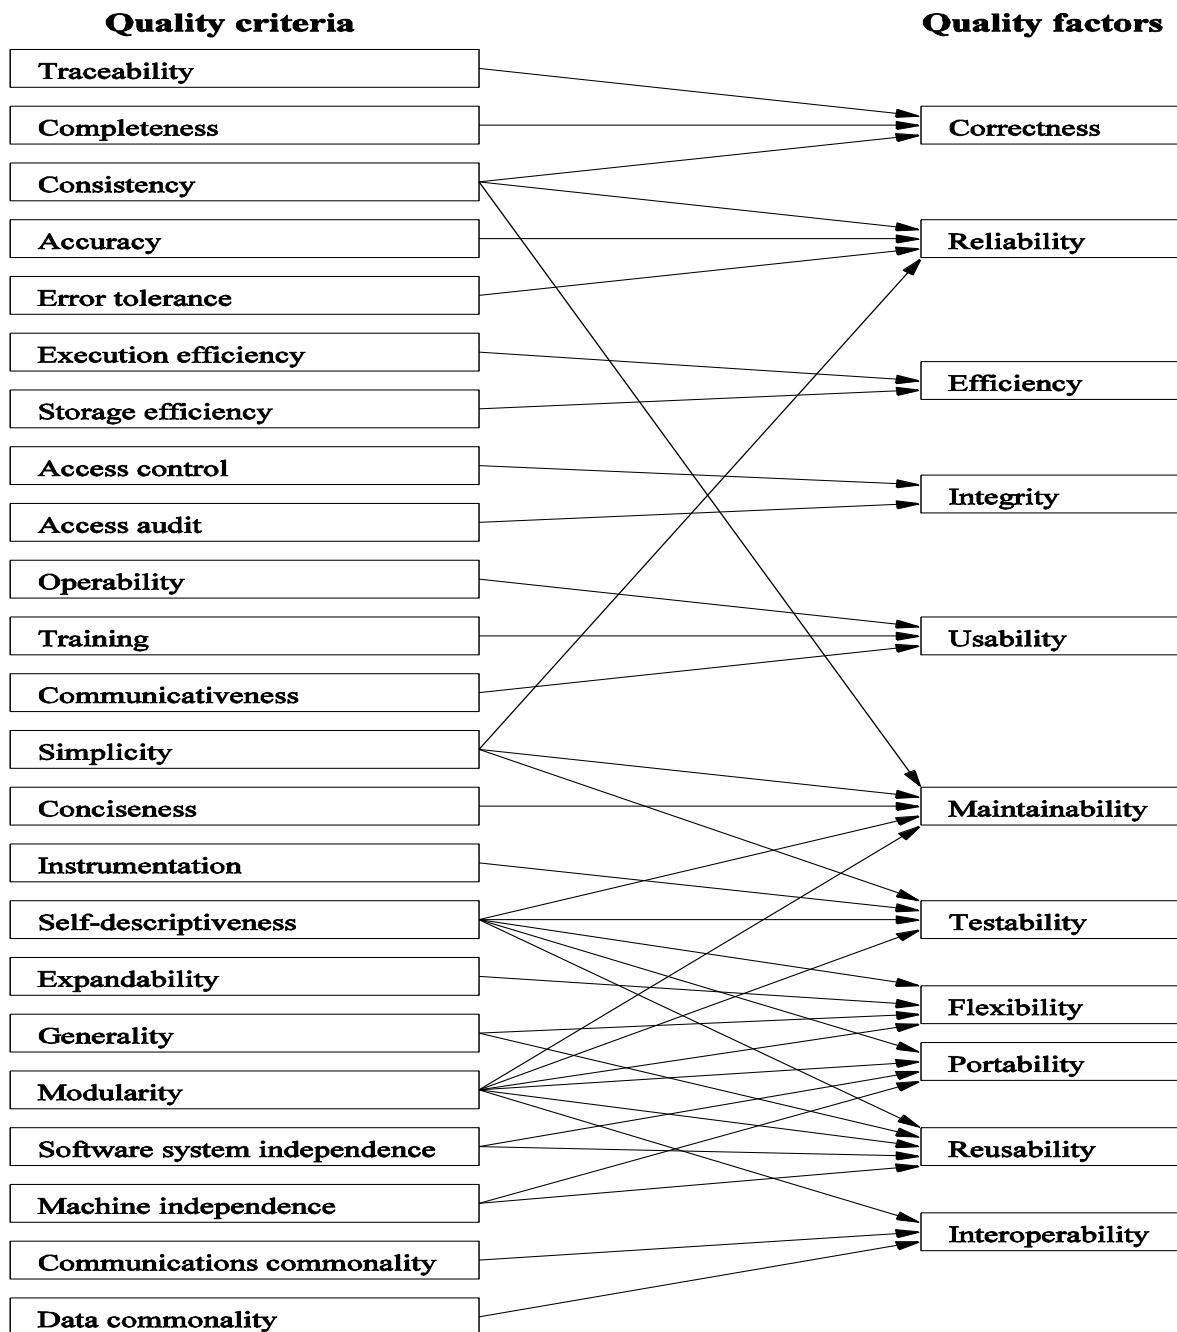 Quality criteria
Quality factors
Traceability
Completeness
Consistency
Accuracy
Error tolerance
Execution efficiency
Storage efficiency
Access control
Access audit
Operability
Training
Communicativeness
Simplicity
Conciseness
Instrumentation
Self-descriptiveness
Expandability
Generality
Modularity
Software system independence
Machine independence
Communications commonality
Data commonality
Correctness
Reliability
Efficiency
Integrity
Usability
Maintainability
Testability
Flexibility
Portability
Reusability
Interoperability